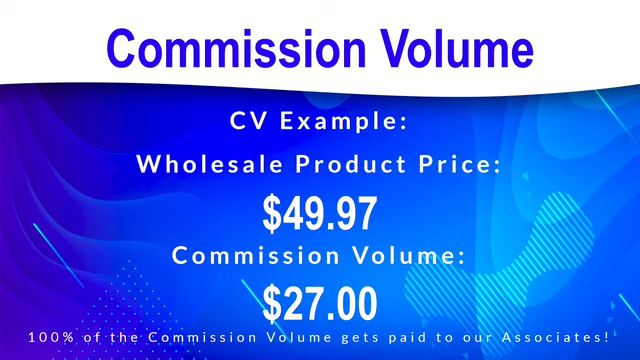 Commission Volume
CV Example:
Wholesale Product Price:
$49.97
Commission Volume:
$27.00
100% of the Commission Volume gets paid to our Associates!